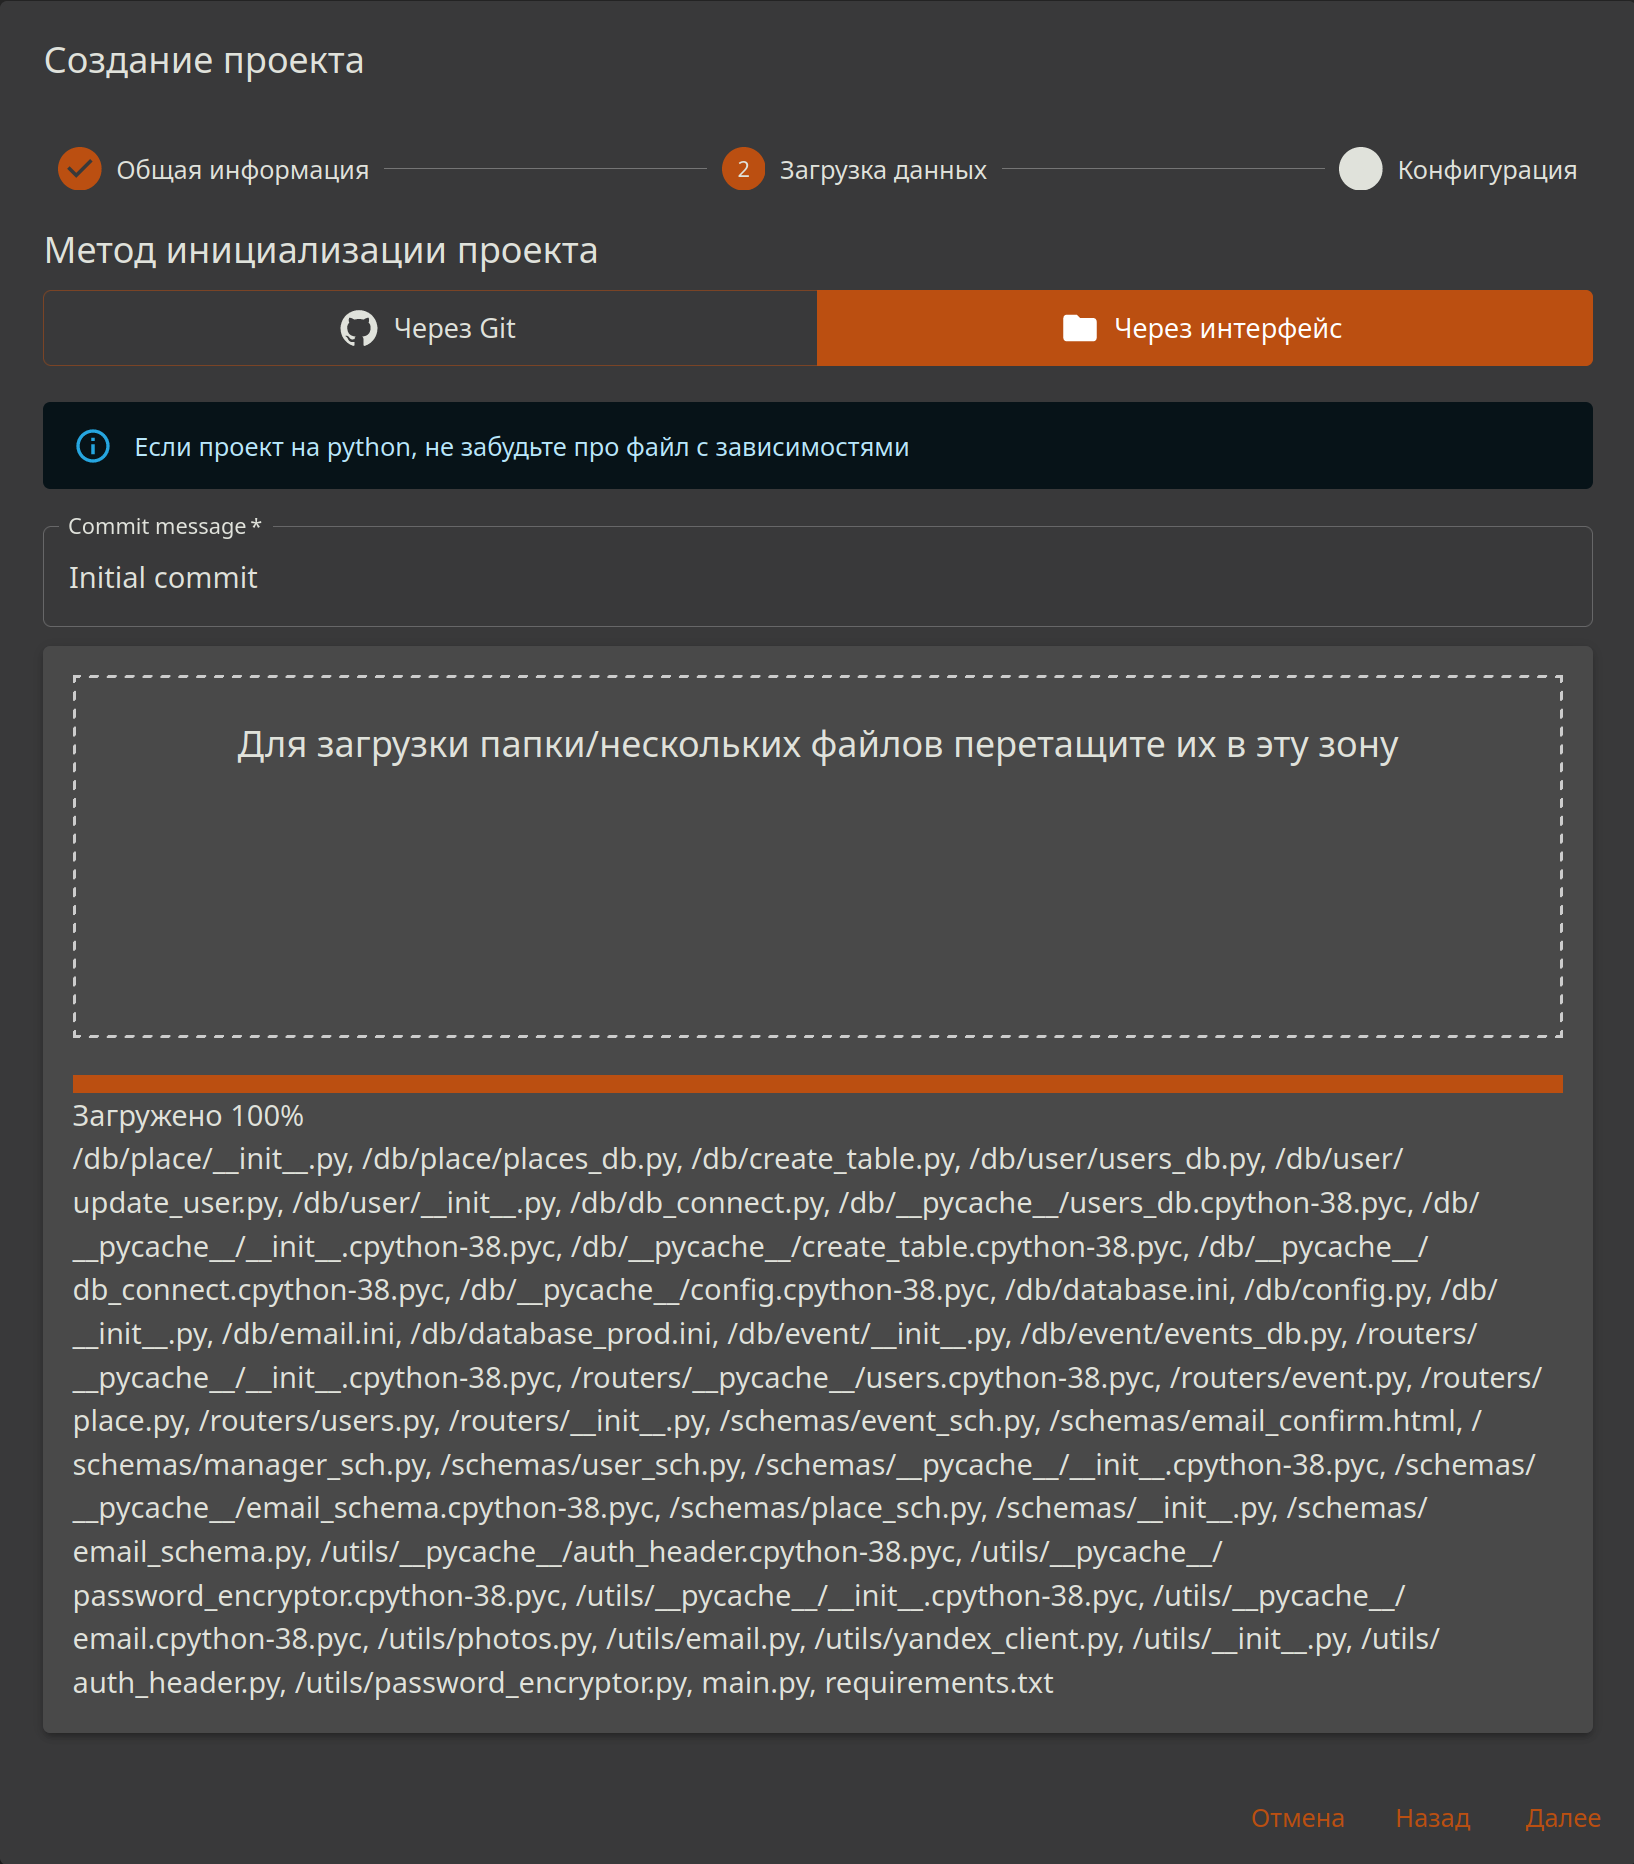 Создание проекта
Общая информация
2
Загрузка данных
Конфигурация
Метод инициализации проекта
Через Git
Через интерфейс
Если проект на python, не забудьте про файл с зависимостями
Commit message *
Initial commit
Для загрузки папки/нескольких файлов перетащите их в эту зону
Загружено 100%
/db/place/__init__.py, /db/place/places_db.py, /db/create_table.py, /db/user/users_db.py, /db/user/
update_user.py, /db/user/__init__.py, /db/db_connect.py, /db/__pycache__/users_db.cpython-38.pyc, /db/
__pycache__/__init__.cpython-38.pyc, /db/__pycache__/create_table.cpython-38.pyc, /db/__pycache__/
db_connect.cpython-38.pyc, /db/__pycache__/config.cpython-38.pyc, /db/database.ini, /db/config.py, /db/
__init__.py, /db/email.ini, /db/database_prod.ini, /db/event/__init__.py, /db/event/events_db.py, /routers/
__pycache__/__init__.cpython-38.pyc, /routers/__pycache__/users.cpython-38.pyc, /routers/event.py, /routers/
place.py, /routers/users.py, /routers/__init__.py, /schemas/event_sch.py, /schemas/email_confirm.html, /
schemas/manager_sch.py, /schemas/user_sch.py, /schemas/__pycache__/__init__.cpython-38.pyc, /schemas/
__pycache__/email_schema.cpython-38.pyc, /schemas/place_sch.py, /schemas/__init__.py, /schemas/
email_schema.py, /utils/__pycache__/auth_header.cpython-38.pyc, /utils/__pycache__/
password_encryptor.cpython-38.pyc, /utils/__pycache__/__init__.cpython-38.pyc, /utils/__pycache__/
email.cpython-38.pyc, /utils/photos.py, /utils/email.py, /utils/yandex_client.py, /utils/__init__.py, /utils/
auth_header.py, /utils/password_encryptor.py, main.py, requirements.txt
Отмена
Назад
Далее